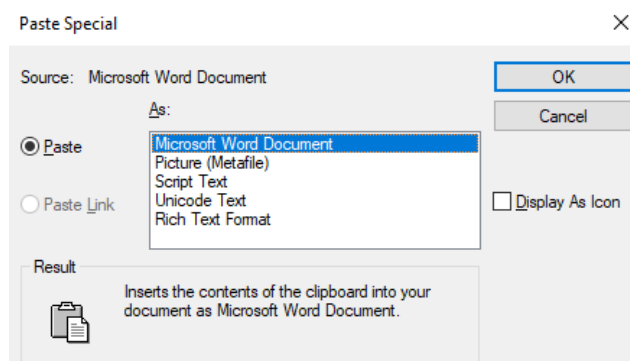 Paste Special
Source: Microsoft Word Document
OK
As:
Cancel
Paste
Microsoft Word Document
Picture (Metafile)
Script Text
Unicode Text
Rich Text Format
Paste Link
Display As Icon
Result
Inserts the contents of the clipboard into your
document as Microsoft Word Document.